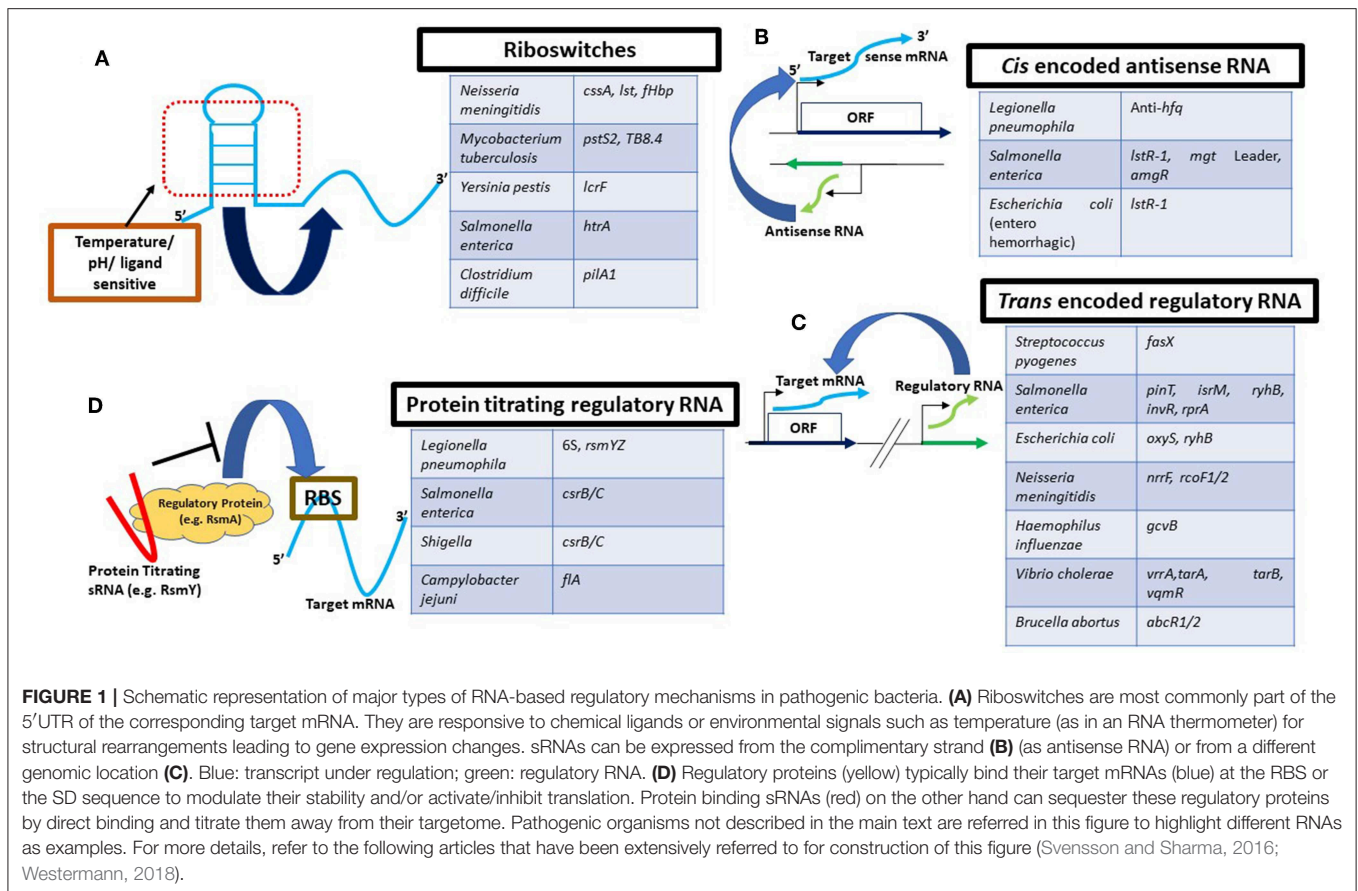 A
Riboswitches
Neisseria cssA, lst, fHbp
meningitidis
Mycobacterium pstS2, TB8.4
tuberculosis
Yersinia pestis lcrF
Salmonella htrA
enterica
Clostridium pilA1
difficile
5'
3'
Temperature/
pH/ ligand
sensitive
B
5'
3'
Target sense mRNA
ORF
Antisense RNA
Cis encoded antisense RNA
Legionella Anti-hfq
pneumophila
Salmonella lstR-1, mgt Leader,
enterica amgR
Escherichia coli lstR-1
(entero
hemorrhagic)
C
Target mRNA
Regulatory RNA
ORF
Trans encoded regulatory RNA
Streptococcus fasX
pyogenes
Salmonella pinT, isrM, ryhB,
enterica invR, rprA
Escherichia coli oxyS, ryhB
Neisseria nrrF, rcoF1/2
meningitidis
Haemophilus gcvB
influenzae
Vibrio cholerae vrrA,tarA, tarB,
vqmR
Brucella abortus abcR1/2
D
Regulatory Protein
(e.g. RsmA)
RBS
5'
3'
Protein Titrating
sRNA (e.g. RsmY)
Target mRNA
Protein titrating regulatory RNA
Legionella 6S, rsmYZ
pneumophila
Salmonella csrB/C
enterica
Shigella csrB/C
Campylobacter flA
jejuni
FIGURE 1 | Schematic representation of major types of RNA-based regulatory mechanisms in pathogenic bacteria. (A) Riboswitches are most commonly part of the
5′UTR of the corresponding target mRNA. They are responsive to chemical ligands or environmental signals such as temperature (as in an RNA thermometer) for
structural rearrangements leading to gene expression changes. sRNAs can be expressed from the complimentary strand (B) (as antisense RNA) or from a different
genomic location (C). Blue: transcript under regulation; green: regulatory RNA. (D) Regulatory proteins (yellow) typically bind their target mRNAs (blue) at the RBS or
the SD sequence to modulate their stability and/or activate/inhibit translation. Protein binding sRNAs (red) on the other hand can sequester these regulatory proteins
by direct binding and titrate them away from their targetome. Pathogenic organisms not described in the main text are referred in this figure to highlight different RNAs
as examples. For more details, refer to the following articles that have been extensively referred to for construction of this figure (Svensson and Sharma, 2016;
Westermann, 2018).